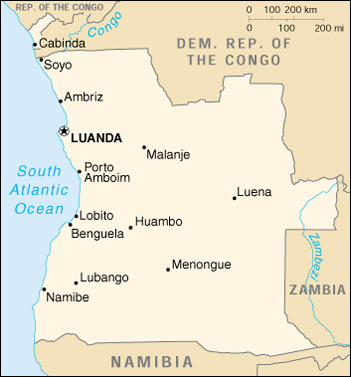 REP. OF THE CONGO
0 100 200 km
0 100 200 mi
Congo
Cabinda
Soyo
DEM. REP. OF
THE CONGO
Ambriz
LUANDA
Malanje
South
Atlantic
Ocean
Porto
Amboim
Luena
Lobito
Benguela
Huambo
Zambezi
Menongue
Lubango
Namibe
ZAMBIA
NAMIBIA